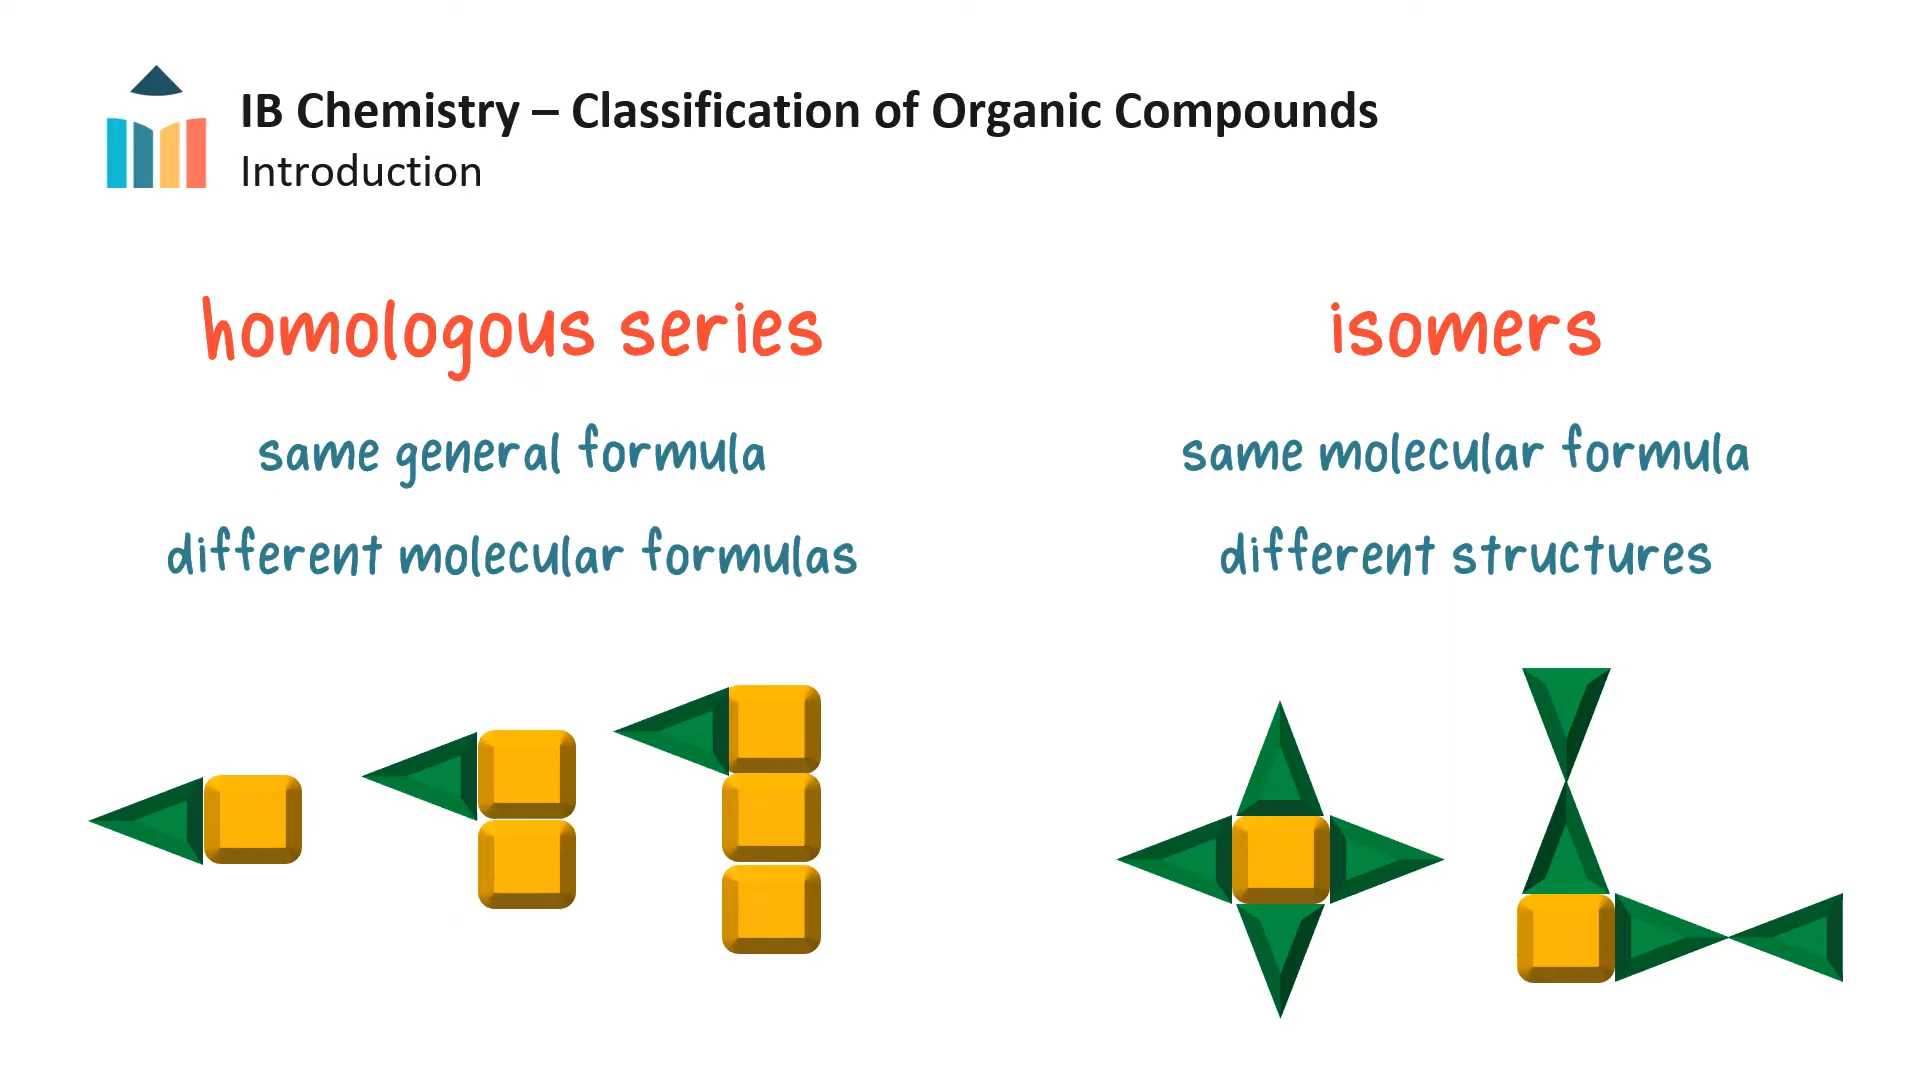 IB Chemistry – Classification of Organic Compounds
Introduction
homologous series
same general formula
different molecular formulas
isomers
same molecular formula
different structures